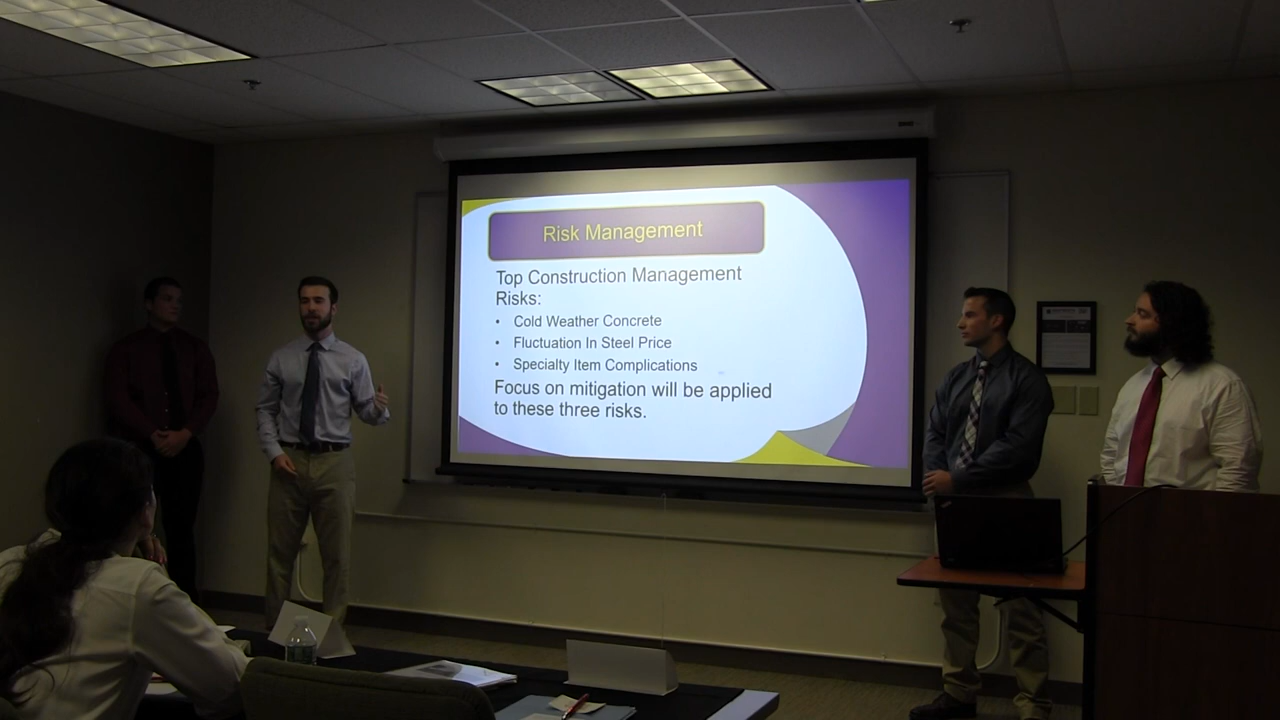 Risk Management
Top Construction Management
Risks:
• Cold Weather Concrete
• Fluctuation In Steel Price
• Specialty Item Complications
Focus on mitigation will be applied
to these three risks.